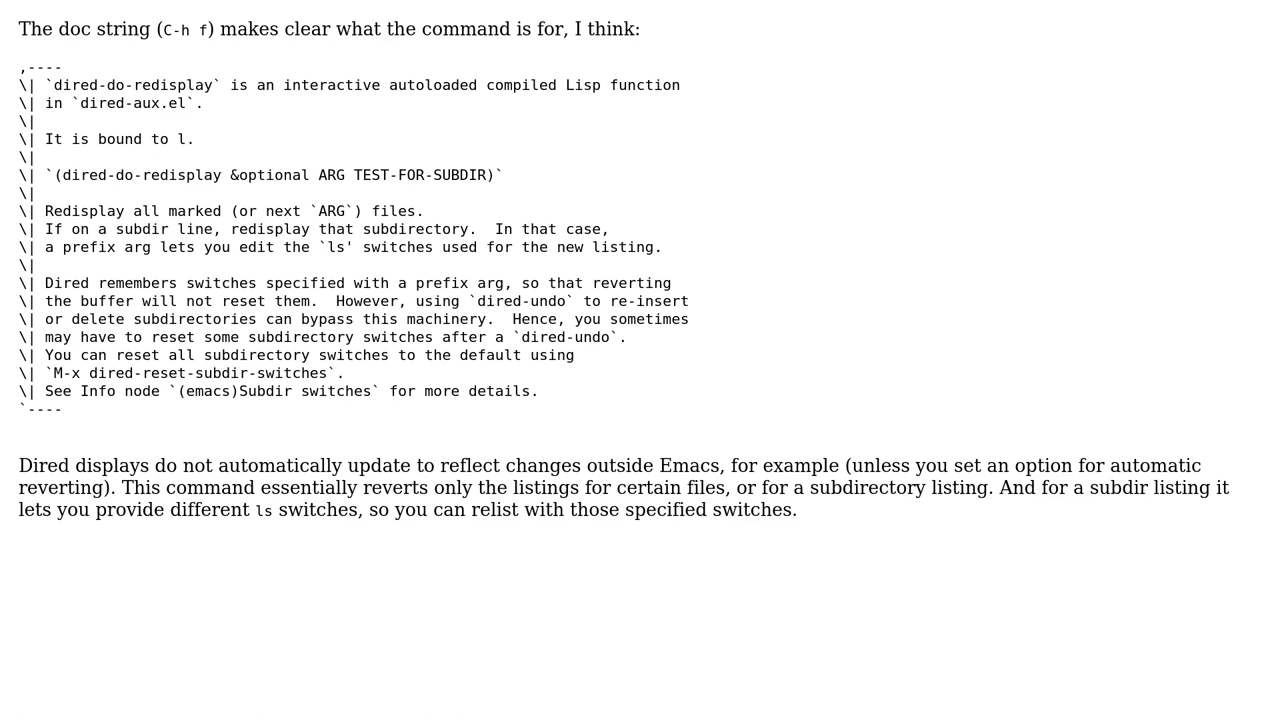 The doc string (C-h f) makes clear what the command is for, I think:
,----
\| `dired-do-redisplay` is an interactive autoloaded compiled Lisp function
\| in `dired-aux.el`.
\|
\| It is bound to l.
\|
\| `(dired-do-redisplay &optional ARG TEST-FOR-SUBDIR)`
\|
\| Redisplay all marked (or next `ARG`) files.
\| If on a subdir line, redisplay that subdirectory.  In that case,
\| a prefix arg lets you edit the `ls' switches used for the new listing.
\|
\| Dired remembers switches specified with a prefix arg, so that reverting
\| the buffer will not reset them.  However, using `dired-undo` to re-insert
\| or delete subdirectories can bypass this machinery.  Hence, you sometimes
\| may have to reset some subdirectory switches after a `dired-undo`.
\| You can reset all subdirectory switches to the default using
\| `M-x dired-reset-subdir-switches`.
\| See Info node `(emacs)Subdir switches` for more details.
`----
Dired displays do not automatically update to reflect changes outside Emacs, for example (unless you set an option for automatic
reverting). This command essentially reverts only the listings for certain files, or for a subdirectory listing. And for a subdir listing it
lets you provide different ls switches, so you can relist with those specified switches.